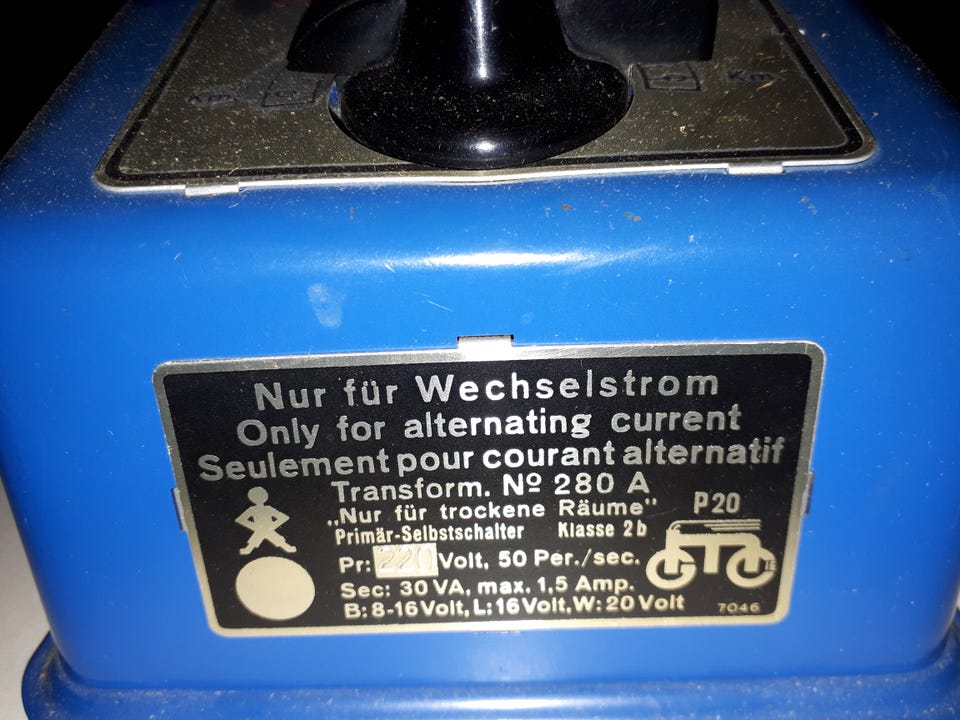 Km
Nur für Wechselstrom
Only for alternating current
Seulement pour courant alternatif
Transform. Nº 280 A
„Nur für trockene Räume"
P20
Primär-Selbstschalter Klasse 2b
Pr: 220 Volt, 50 Per./sec.
Sec: 30 VA, max. 1,5 Amp.
B: 8-16 Volt, L: 16 Volt, W: 20 Volt
7046